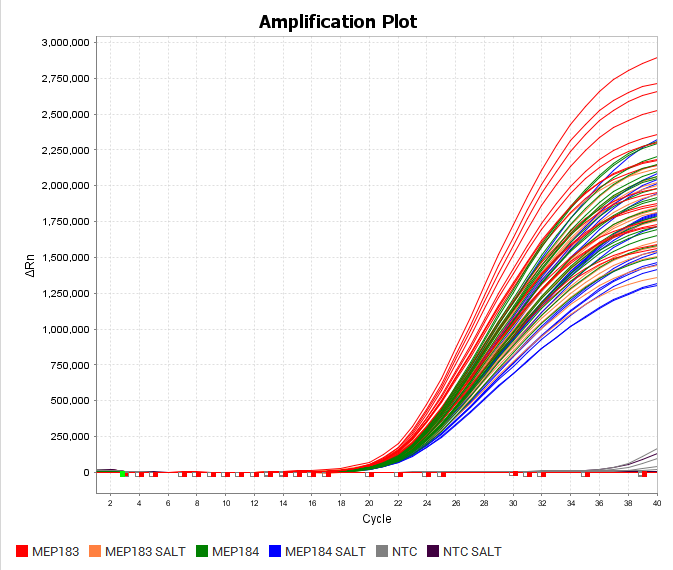 Amplification Plot
3,000,000
2,750,000
2,500,000
2,250,000
2,000,000
1,750,000
1,500,000
1,250,000
1,000,000
750,000
500,000
250,000
0
ΔRn
2 4 6 8 10 12 14 16 18 20 22 24 26 28 30 32 34 36 38 40
Cycle
MEP183 MEP183 SALT MEP184 MEP184 SALT NTC NTC SALT